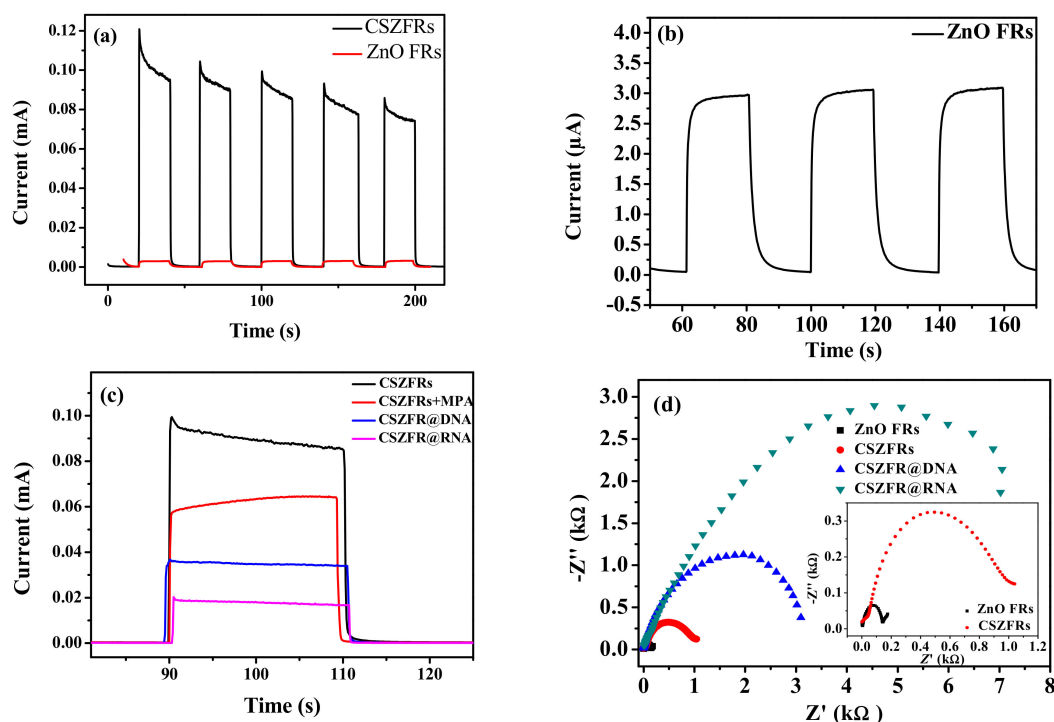 (a)
CSZFRs
ZnO FRs
0.12
0.10
0.08
0.06
0.04
0.02
0.00
Current (mA)
0
100
200
Time (s)
(b)
ZnO FRs
4.0
3.5
3.0
2.5
2.0
1.5
1.0
0.5
0.0
-0.5
Current (µA)
60
80
100
120
140
160
Time (s)
(c)
CSZFRs
CSZFRs+MPA
CSZFR@DNA
CSZFR@RNA
0.10
0.08
0.06
0.04
0.02
0.00
Current (mA)
90
100
110
120
Time (s)
(d)
ZnO FRs
CSZFRs
CSZFR@DNA
CSZFR@RNA
3.0
2.5
2.0
1.5
1.0
0.5
0.0
-Z'' (kΩ)
0
1
2
3
4
5
6
7
8
Z' (kΩ)
0.3
0.2
0.1
0.0
-Z'' (kΩ)
ZnO FRs
CSZFRs
0.0
0.2
0.4
0.6
0.8
1.0
1.2
Z' (kΩ)